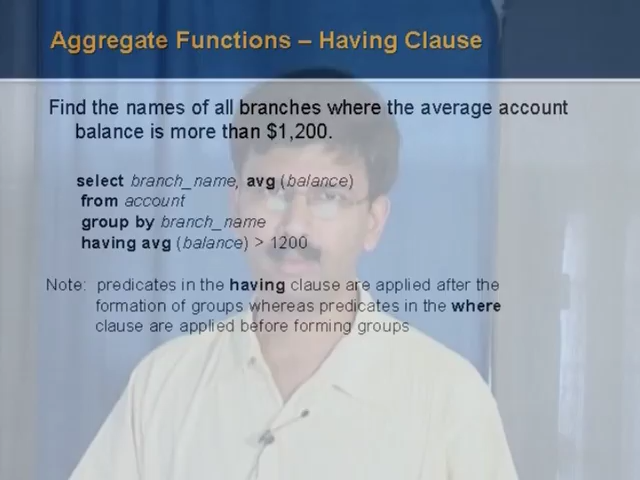 Aggregate Functions – Having Clause
Find the names of all branches where the average account
balance is more than $1,200.
select branch_name, avg (balance)
from account
group by branch_name
having avg (balance) > 1200
Note: predicates in the having clause are applied after the
formation of groups whereas predicates in the where
clause are applied before forming groups